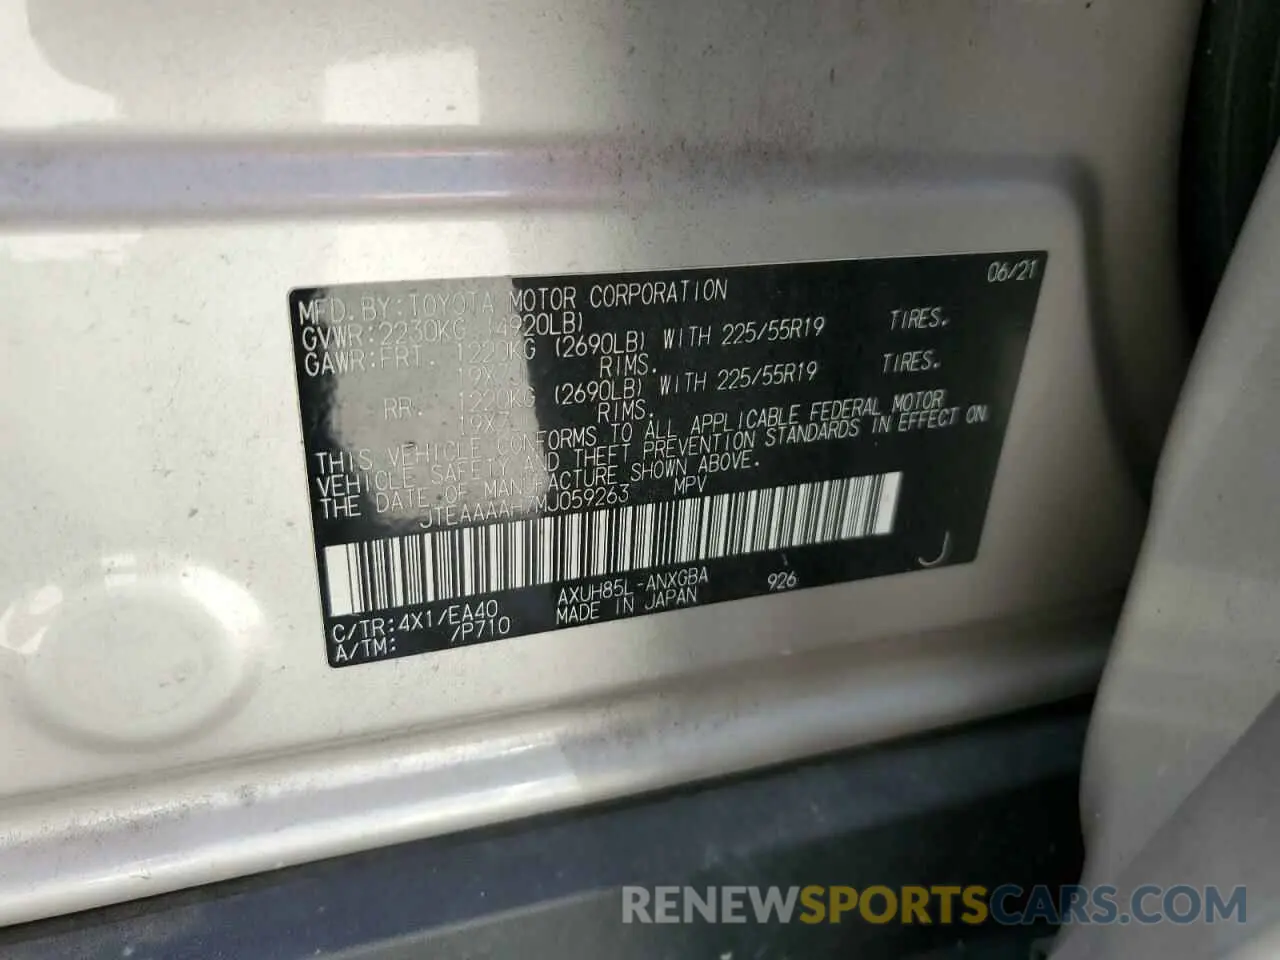 06/21
MFD. BY: TOYOTA MOTOR CORPORATION
GVWR: 2230KG (4920LB)
GAWR: FRT. 1220KG (2690LB) WITH 225/55R19 TIRES.
19X7 RIMS.
RR. 1220KG (2690LB) WITH 225/55R19 TIRES.
19X7 RIMS.
THIS VEHICLE CONFORMS TO ALL APPLICABLE FEDERAL MOTOR
VEHICLE SAFETY AND THEFT PREVENTION STANDARDS IN EFFECT ON
THE DATE OF MANUFACTURE SHOWN ABOVE.
MPV
J
C/TR: 4X1/EA40 AXUH85L-ANXGBA 926
A/TM: /P710 MADE IN JAPAN
RENEWSPORTSCARS.COM